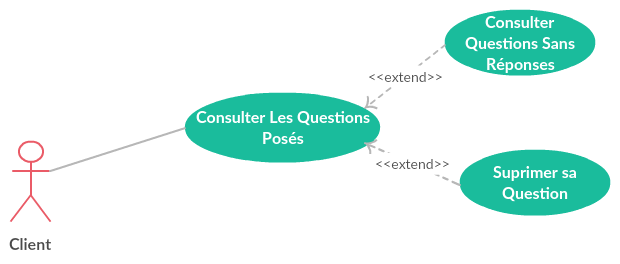 Consulter
Questions Sans
Réponses
<<extend>>
Consulter Les Questions
Posés
<<extend>>
Suprimer sa
Question
Client